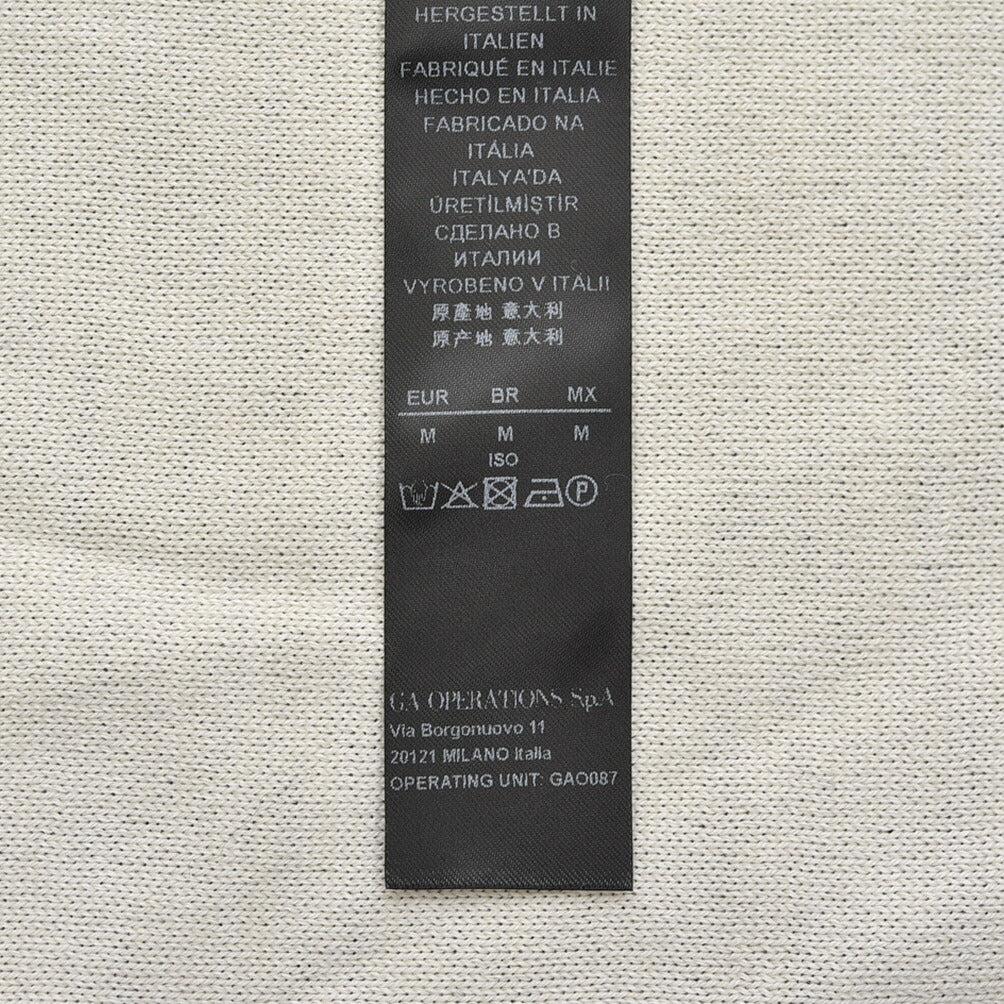 HERGESTELLT IN
ITALIEN
FABRIQUÉ EN ITALIE
HECHO EN ITALIA
FABRICADO NA
ITÁLIA
İTALYA'DA
ÜRETİLMİŞTİR
СДЕЛАНО В
ИТАЛИИ
VYROBENO V ITÁLII
原產地 意大利
原产地 意大利
EUR BR MX
M M M
ISO
P
GA OPERATIONS SpA
Via Borgonuovo 11
20121 MILANO Italia
OPERATING UNIT: GAO087